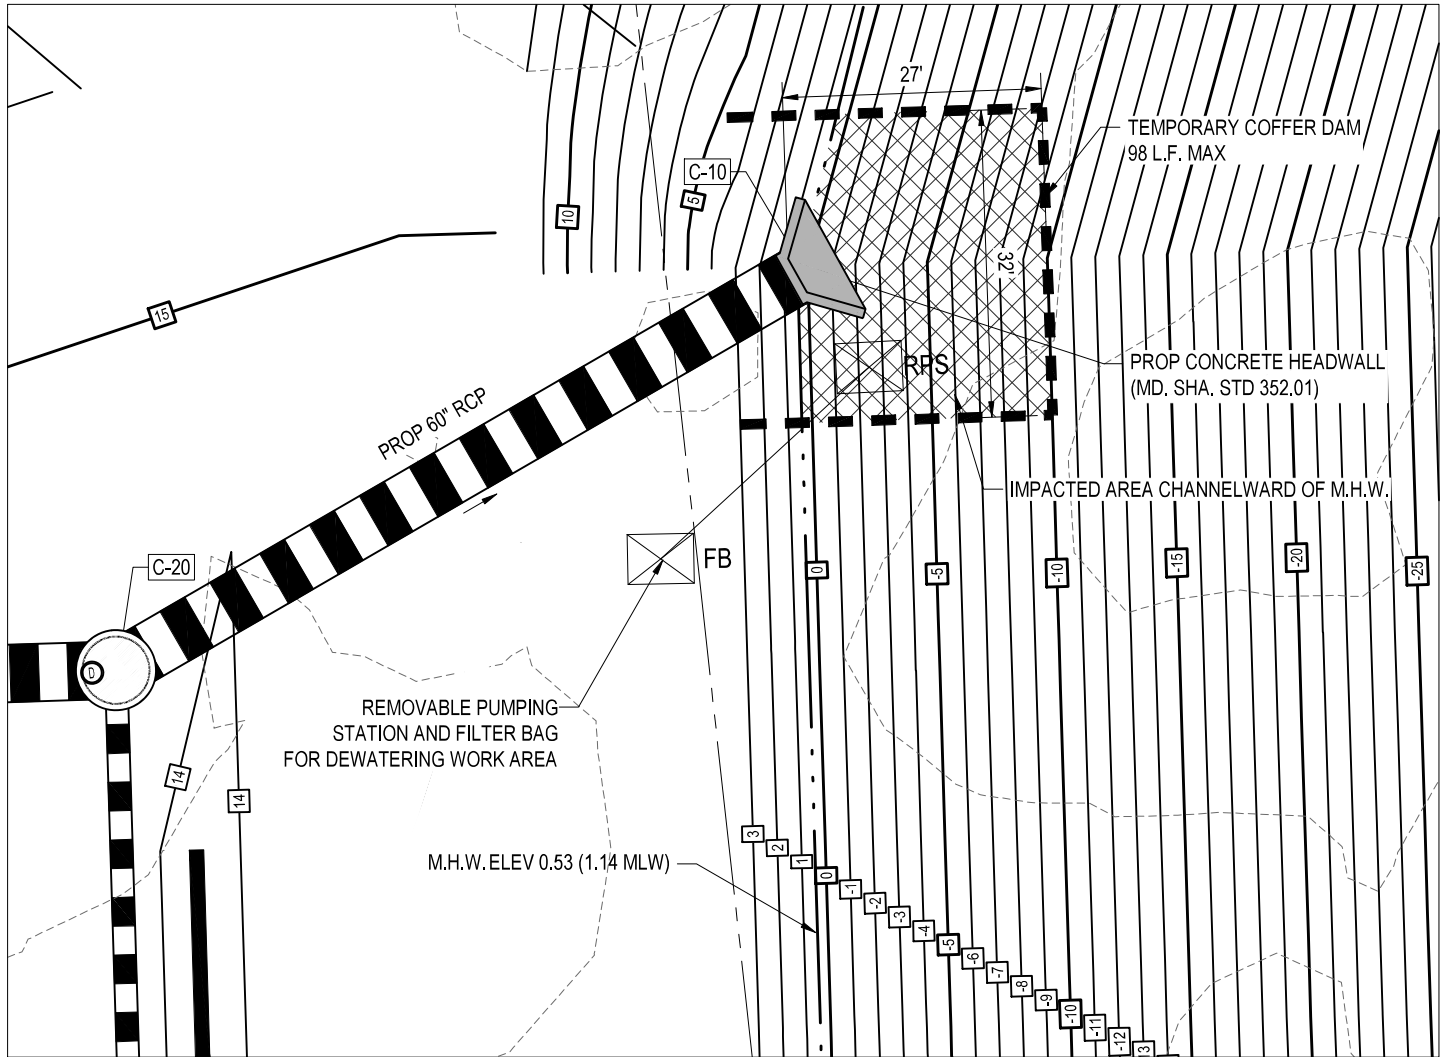 27'
TEMPORARY COFFER DAM
98 L.F. MAX
C-10
10
5
32'
15
PROP CONCRETE HEADWALL
(MD. SHA. STD 352.01)
RPS
PROP 60" RCP
IMPACTED AREA CHANNELWARD OF M.H.W.
FB
C-20
0
-5
-10
-15
-20
-25
D
REMOVABLE PUMPING
STATION AND FILTER BAG
FOR DEWATERING WORK AREA
14
14
M.H.W. ELEV 0.53 (1.14 MLW)
3
2
1
0
-1
-2
-3
-4
-5
-6
-7
-8
-9
-10
-11
-12